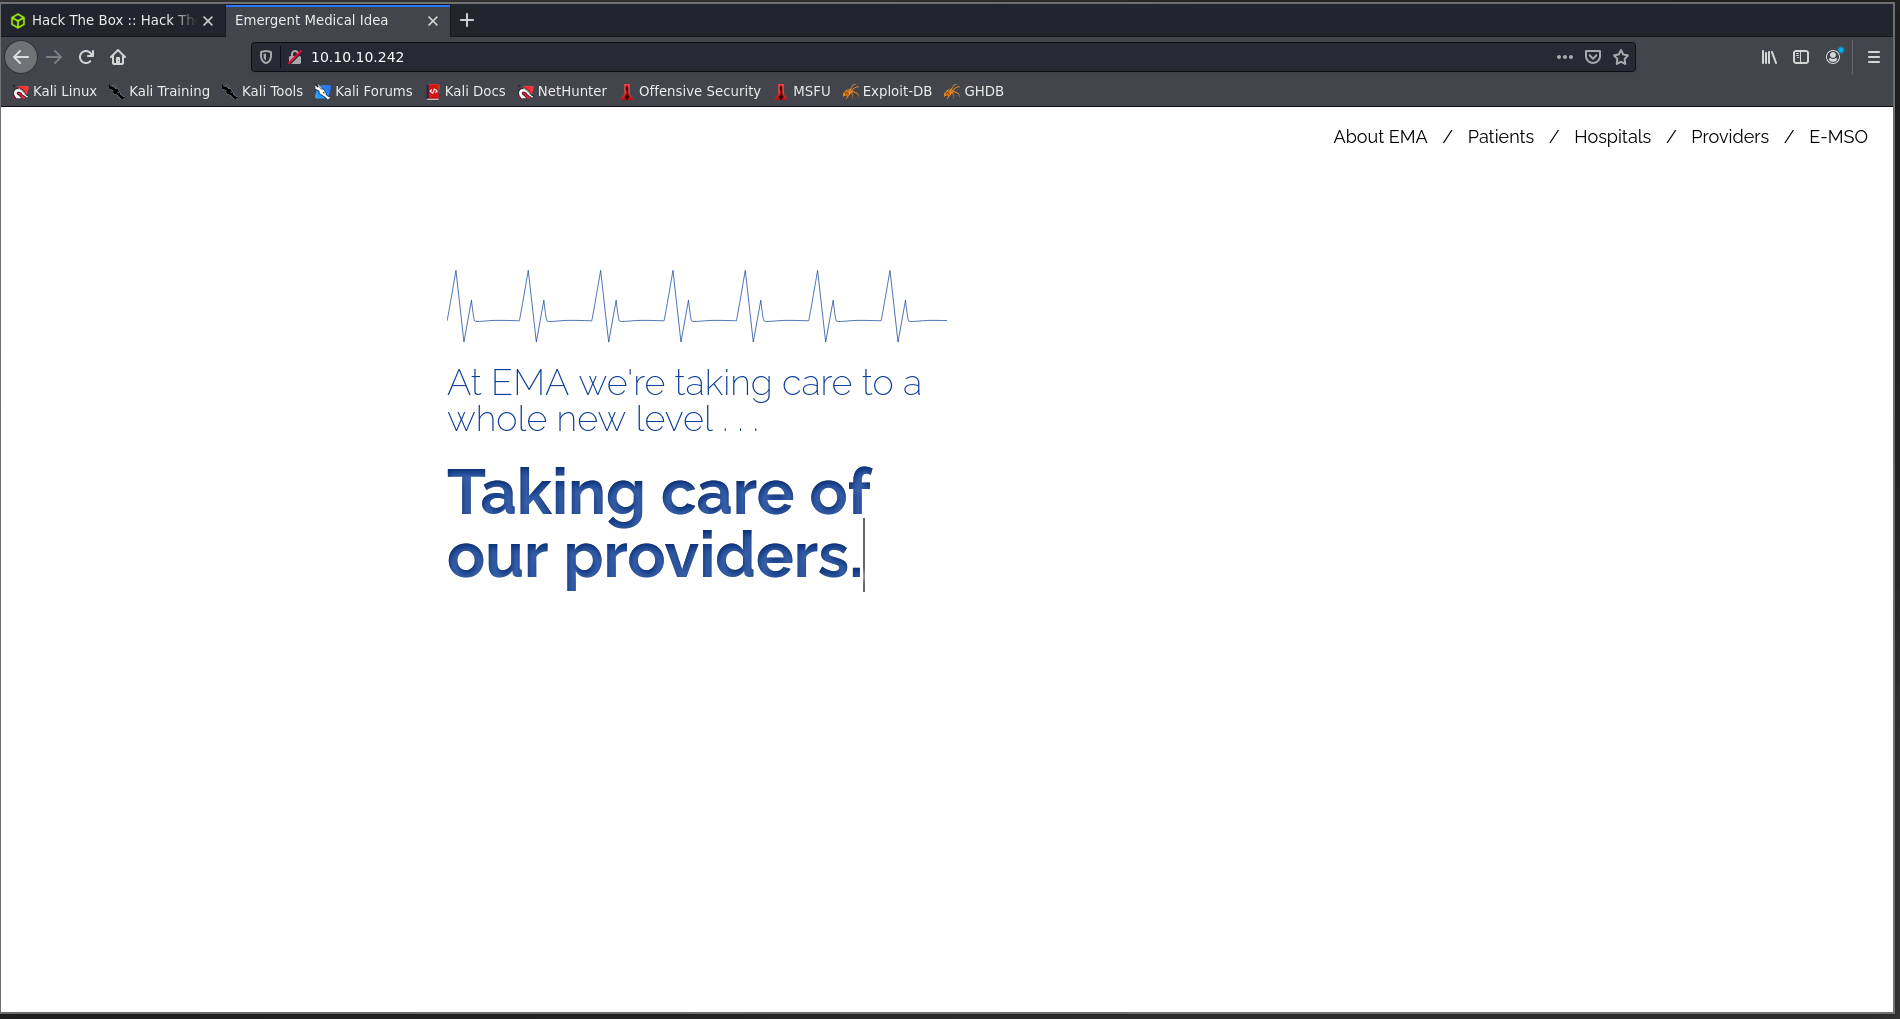 Hack The Box :: Hack Th
Emergent Medical Idea
10.10.10.242
Kali Linux Kali Training Kali Tools Kali Forums Kali Docs NetHunter Offensive Security MSFU Exploit-DB GHDB
About EMA / Patients / Hospitals / Providers / E-MSO
At EMA we're taking care to a
whole new level . . .
Taking care of
our providers.